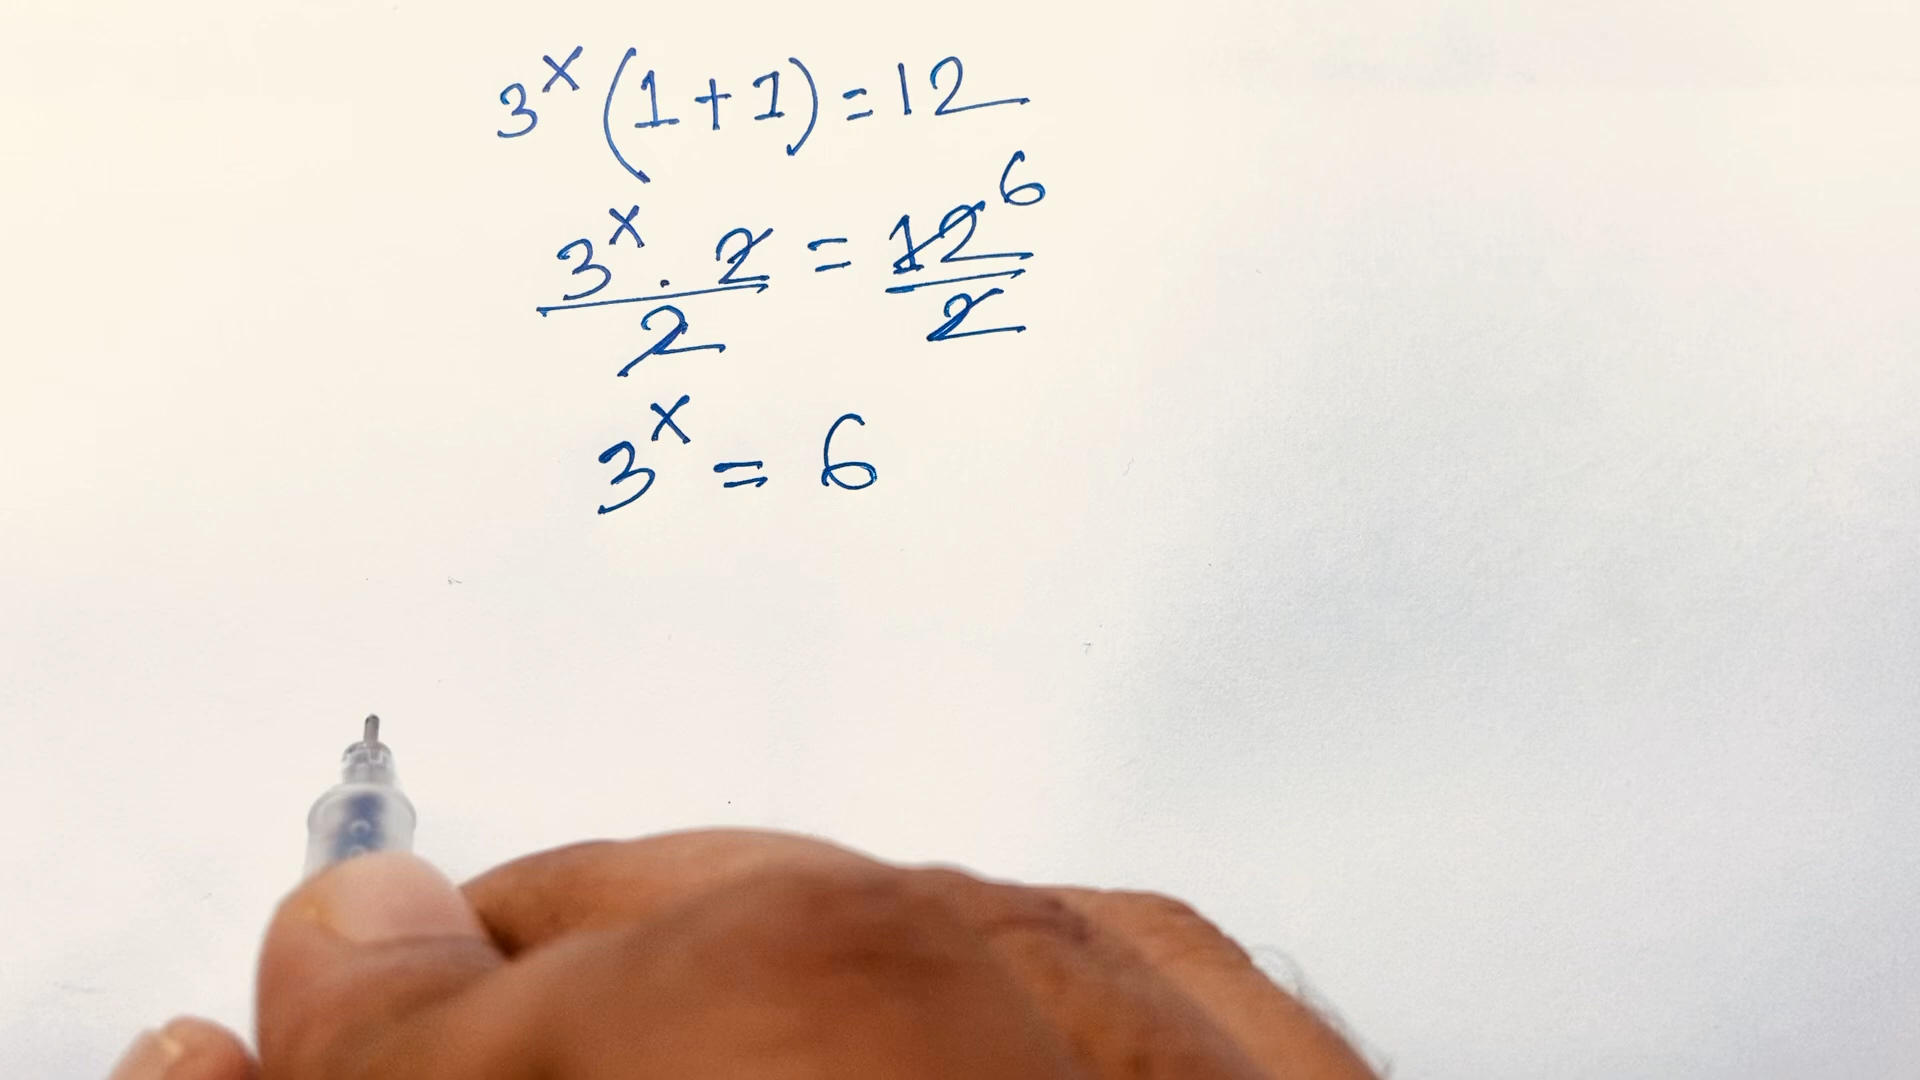 3^x (1+1) = 12
(3^x . 2)/2 = 12/2 6
3^x = 6